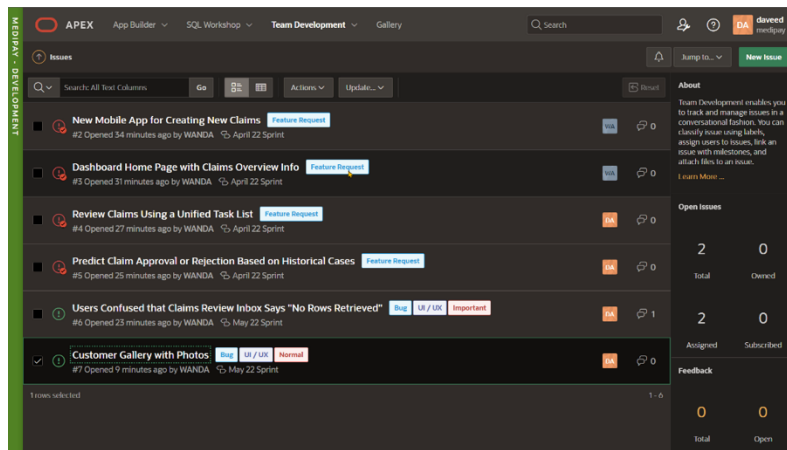 MEDIPAY - DEVELOPMENT
APEX
App Builder
SQL Workshop
Team Development
Gallery
Search
DA
daveed
medipay
Issues
Jump to...
New Issue
Search: All Text Columns
Go
Actions
Update...
Reset
New Mobile App for Creating New Claims Feature Request
#2 Opened 34 minutes ago by WANDA April 22 Sprint
WA
0
Dashboard Home Page with Claims Overview Info Feature Request
#3 Opened 31 minutes ago by WANDA April 22 Sprint
WA
0
Review Claims Using a Unified Task List Feature Request
#4 Opened 27 minutes ago by WANDA April 22 Sprint
DA
0
Predict Claim Approval or Rejection Based on Historical Cases Feature Request
#5 Opened 25 minutes ago by WANDA April 22 Sprint
DA
0
Users Confused that Claims Review Inbox Says "No Rows Retrieved" Bug UI / UX Important
#6 Opened 23 minutes ago by WANDA May 22 Sprint
DA
1
Customer Gallery with Photos Bug UI / UX Normal
#7 Opened 9 minutes ago by WANDA May 22 Sprint
DA
0
1 rows selected
1 - 6
About
Team Development enables you
to track and manage issues in a
conversational fashion. You can
classify issue using labels,
assign users to issues, link an
issue with milestones, and
attach files to an issue.
Learn More ...
Open Issues
2 0
Total Owned
2 0
Assigned Subscribed
Feedback
0 0
Total Open